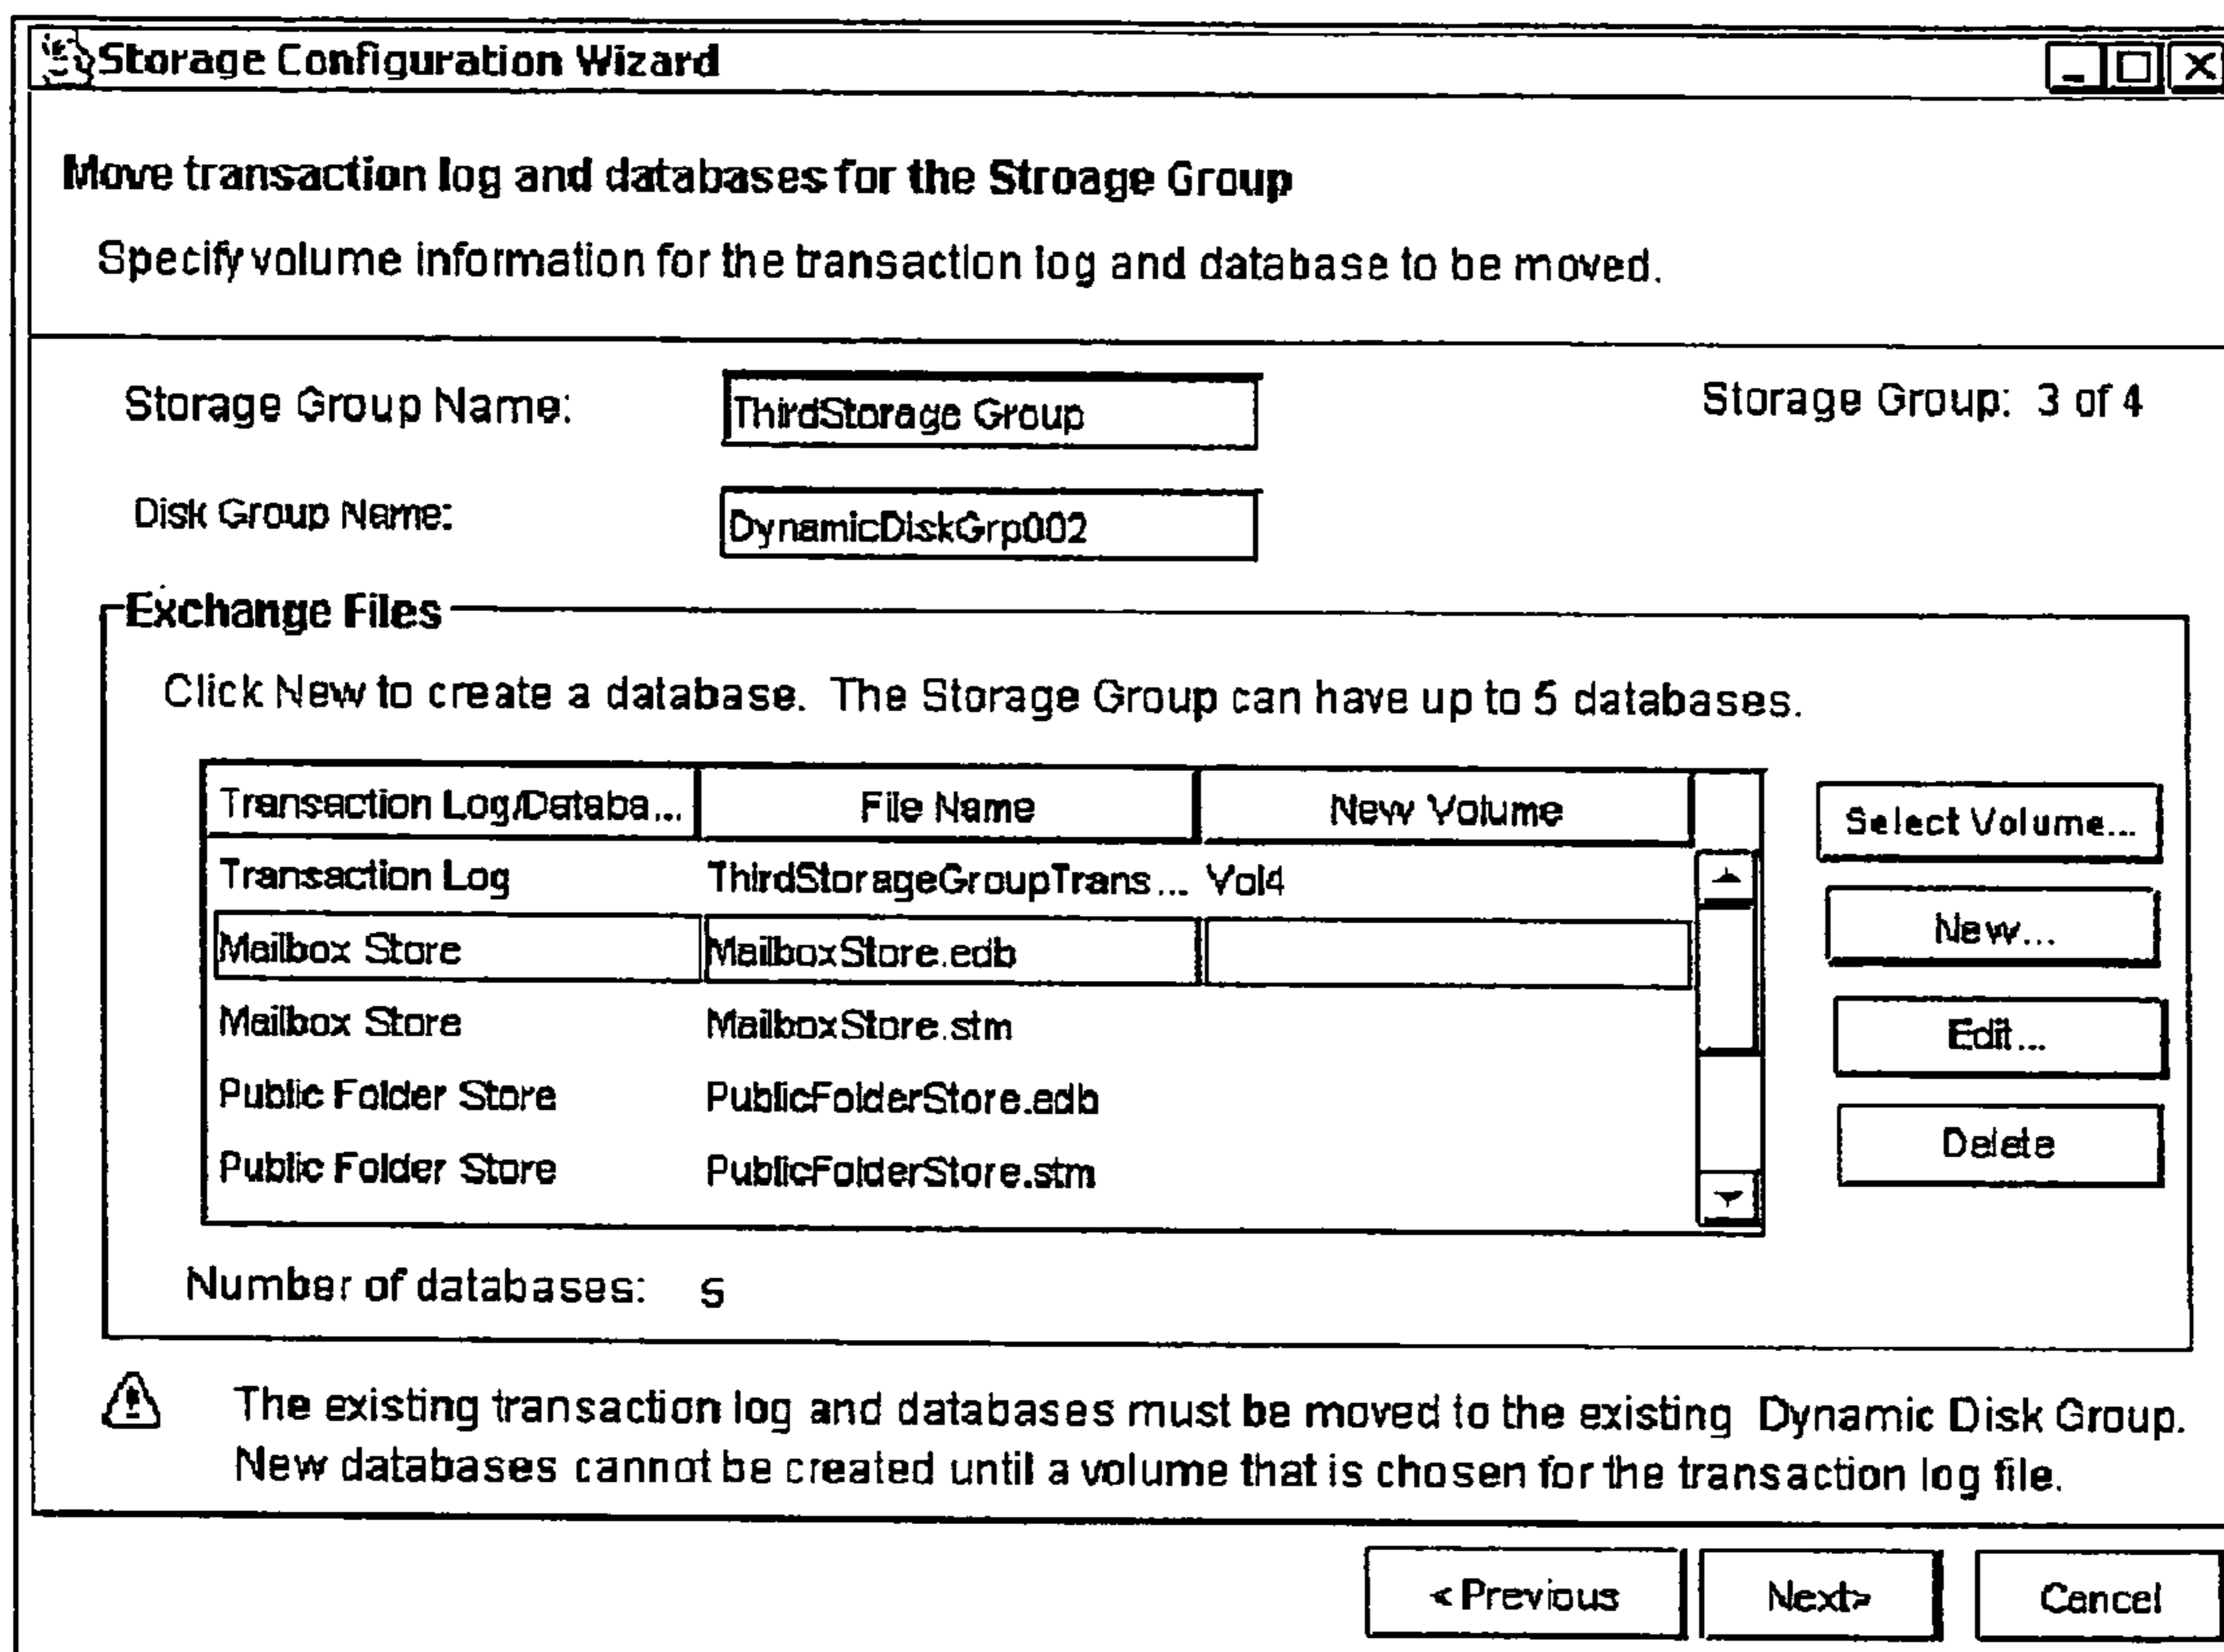 Storage Configuration Wizard
Move transaction log and databases for the Stroage Group
Specify volume information for the transaction log and database to be moved.
Storage Group Name: ThirdStorage Group Storage Group: 3 of 4
Disk Group Name: DynamicDiskGrp002
Exchange Files
Click New to create a database. The Storage Group can have up to 5 databases.
Transaction Log/Databa... File Name New Volume Select Volume...
Transaction Log ThirdStorageGroupTrans... Vol4
Mailbox Store MailboxStore.edb New...
Mailbox Store MailboxStore.stm Edit...
Public Folder Store PublicFolderStore.edb
Public Folder Store PublicFolderStore.stm Delete
Number of databases: 5
The existing transaction log and databases must be moved to the existing Dynamic Disk Group.
New databases cannot be created until a volume that is chosen for the transaction log file.
< Previous Next> Cancel